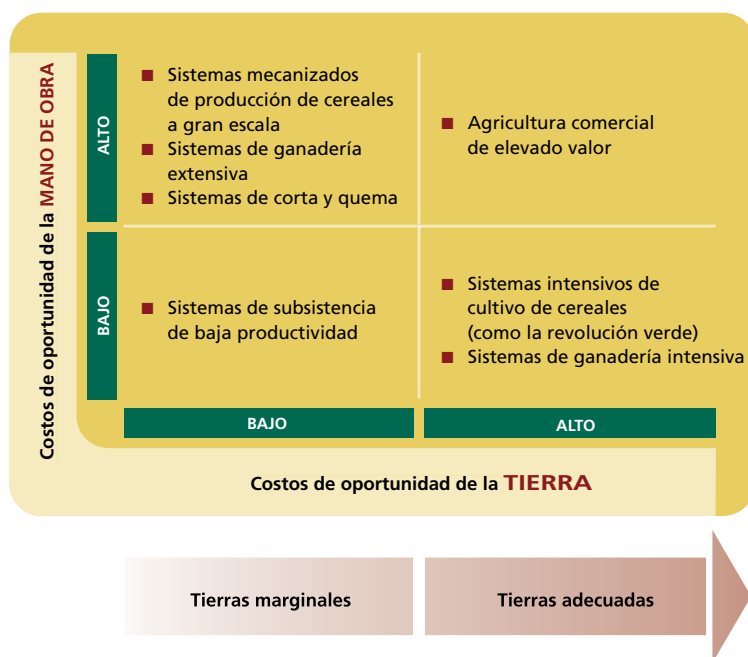 Costos de oportunidad de la MANO DE OBRA
ALTO
■ Sistemas mecanizados
de producción de cereales
a gran escala
■ Sistemas de ganadería
extensiva
■ Sistemas de corta y quema
■ Agricultura comercial
de elevado valor
BAJO
■ Sistemas de subsistencia
de baja productividad
■ Sistemas intensivos de
cultivo de cereales
(como la revolución verde)
■ Sistemas de ganadería intensiva
BAJO
ALTO
Costos de oportunidad de la TIERRA
Tierras marginales
Tierras adecuadas